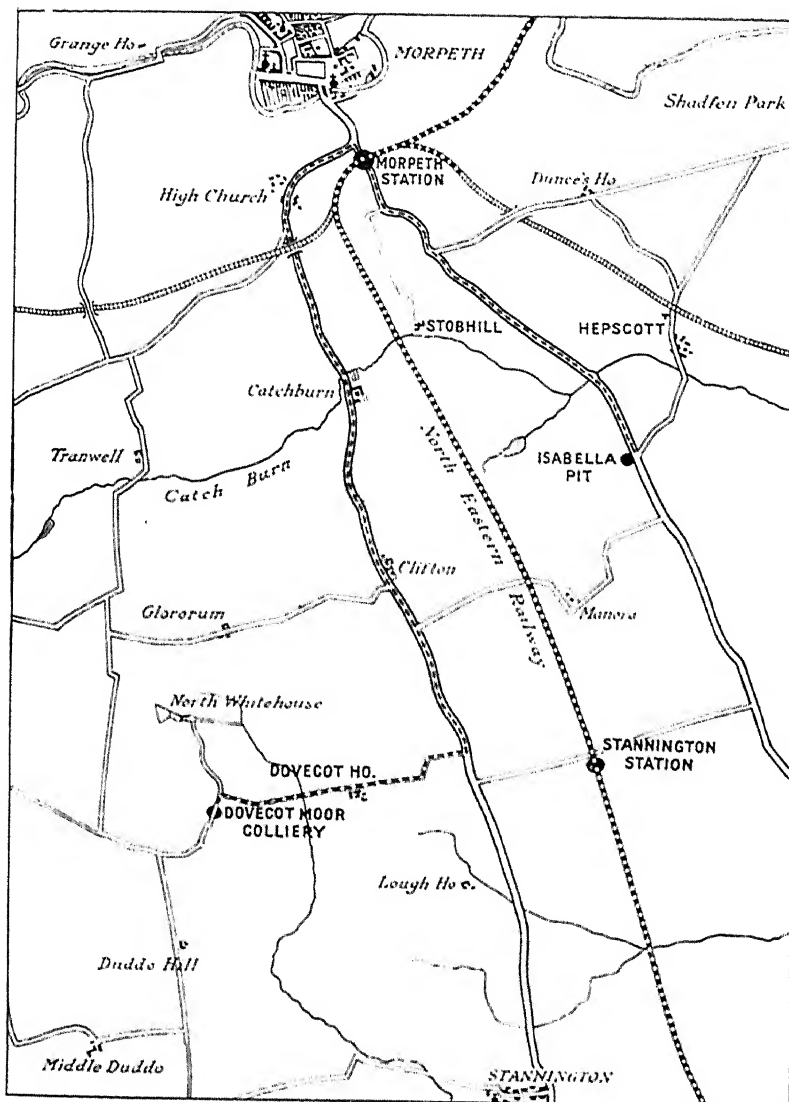 Grange Ho
MORPETH
Shadfen Park
MORPETH
STATION
High Church
Dunce's Ho
STOBHILL
HEPSCOTT
Catchburn
Tranwell
Catch Burn
North Eastern Railway
ISABELLA
PIT
Clifton
Glororum
Manora
North Whitehouse
STANNINGTON
STATION
DOVECOT HO.
DOVECOT MOOR
COLLIERY
Lough Ho
Duddo Hill
Middle Duddo
STANNINGTON